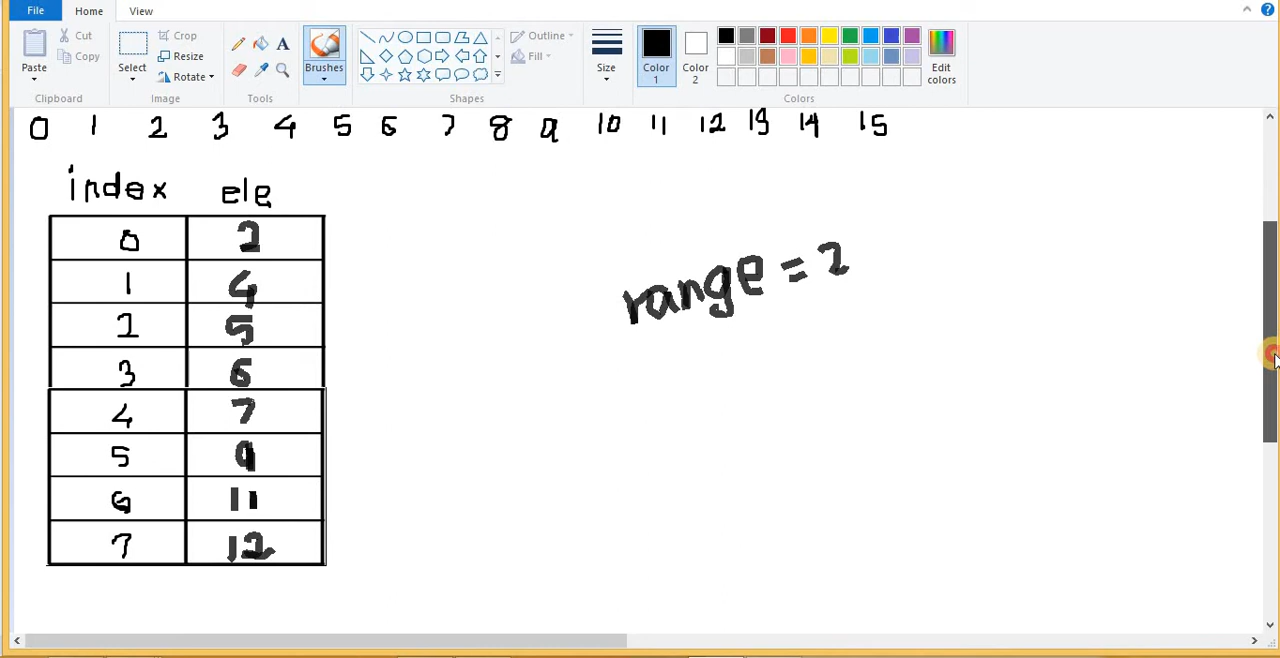 File Home View
Paste Cut Copy Select Crop Resize Rotate A Brushes Outline Fill Size Color 1 Color 2 Edit colors
Clipboard Image Tools Shapes Colors
0 1 2 3 4 5 6 7 8 9 10 11 12 13 14 15
index ele
0 2
1 4
range = 2
2 5
3 6
4 7
5 9
6 11
7 12